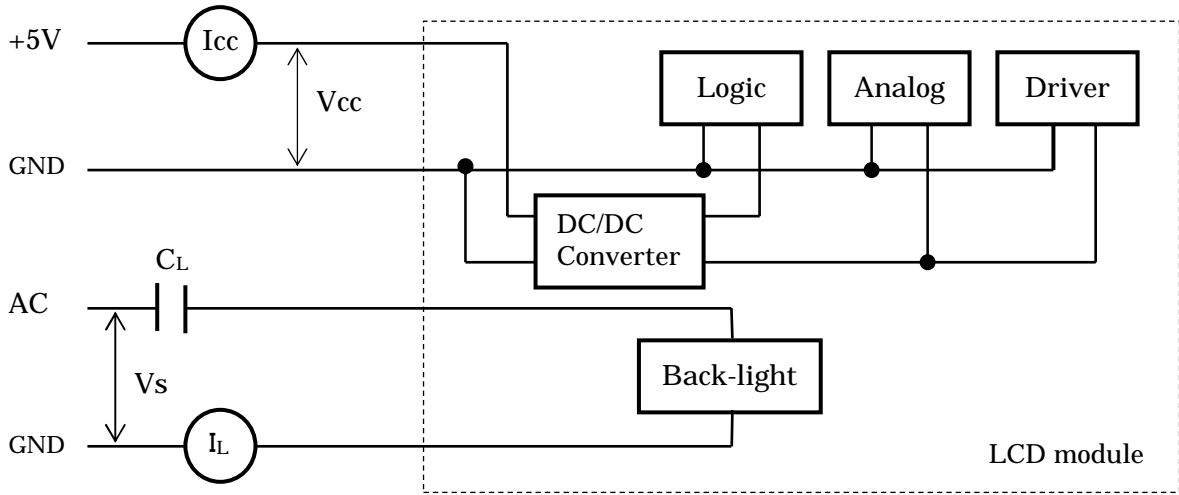 +5V
Icc
Vcc
Logic
Analog
Driver
GND
DC/DC
Converter
CL
AC
Vs
Back-light
GND
IL
LCD module